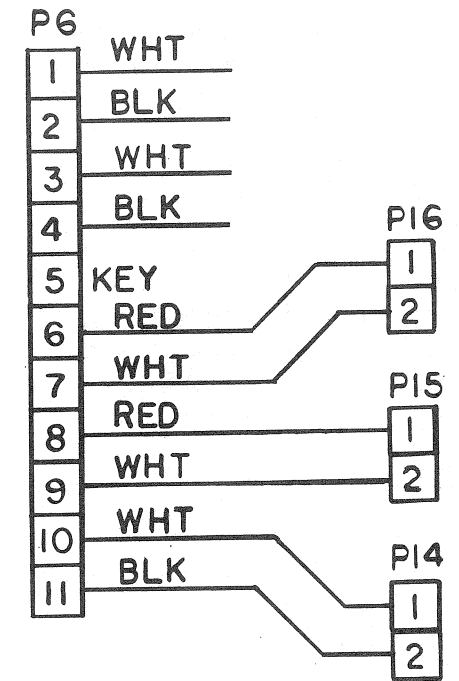 P6
1 WHT
2 BLK
3 WHT
4 BLK
5 KEY
6 RED
7 WHT
8 RED
9 WHT
10 WHT
11 BLK
P16
1
2
P15
1
2
P14
1
2